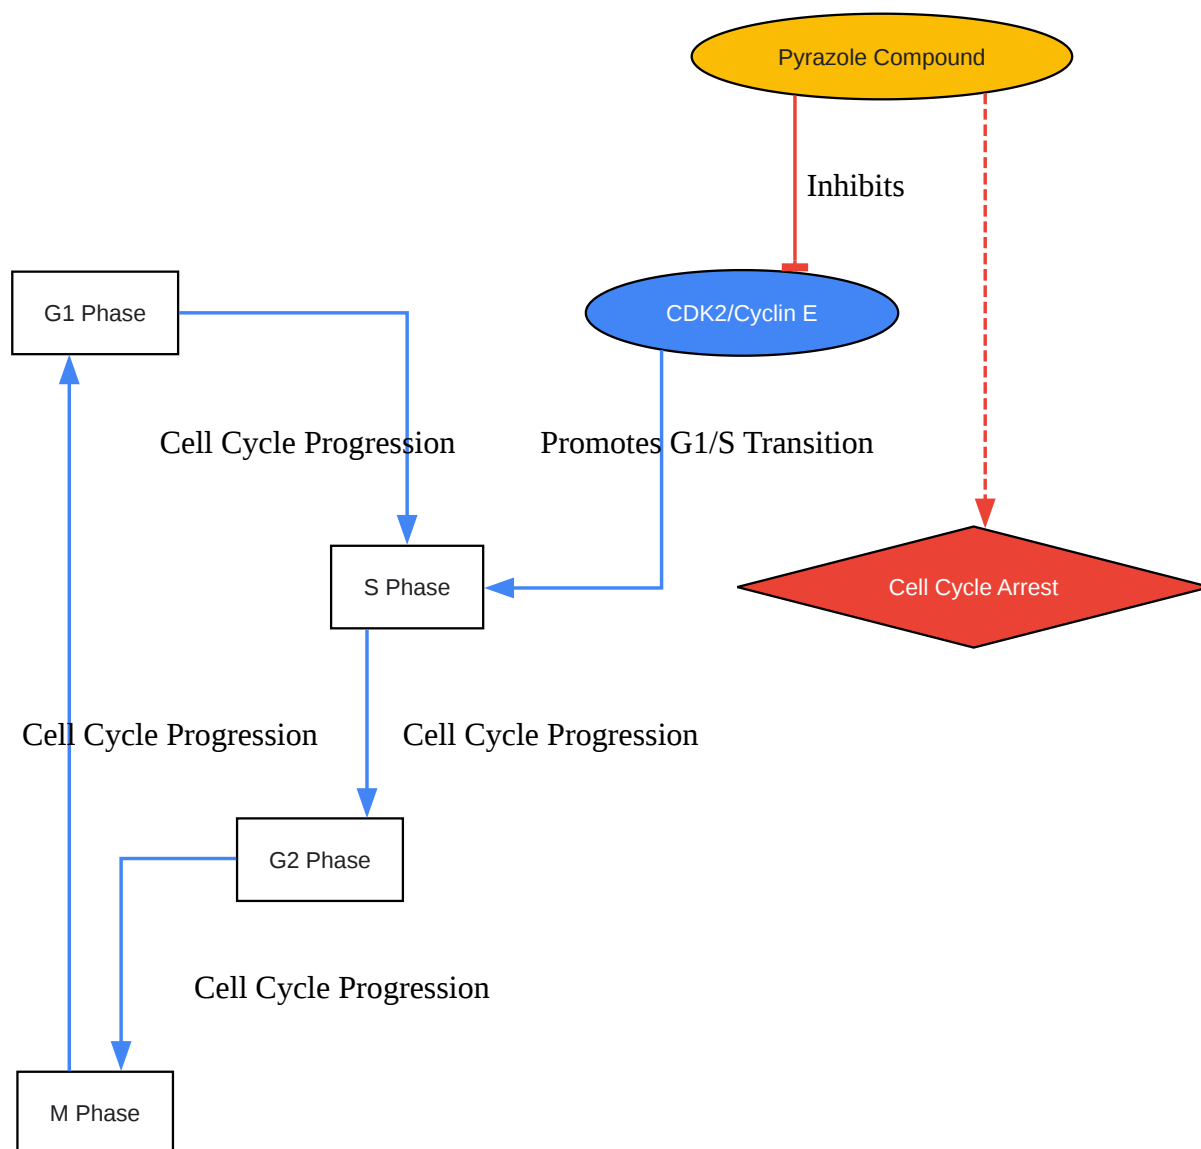 Pyrazole Compound
Inhibits
G1 Phase
CDK2/Cyclin E
Cell Cycle Progression
Promotes G1/S Transition
S Phase
Cell Cycle Arrest
Cell Cycle Progression
Cell Cycle Progression
G2 Phase
Cell Cycle Progression
M Phase